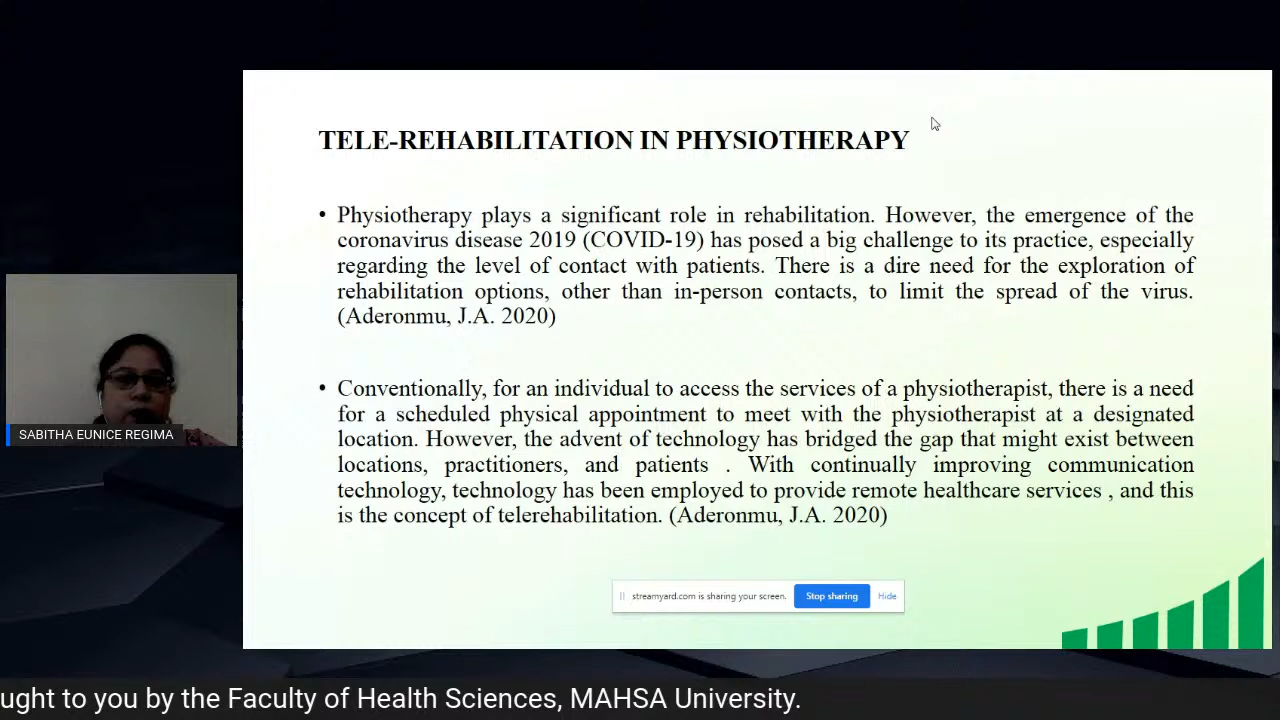 TELE-REHABILITATION IN PHYSIOTHERAPY
• Physiotherapy plays a significant role in rehabilitation. However, the emergence of the
coronavirus disease 2019 (COVID-19) has posed a big challenge to its practice, especially
regarding the level of contact with patients. There is a dire need for the exploration of
rehabilitation options, other than in-person contacts, to limit the spread of the virus.
(Aderonmu, J.A. 2020)
• Conventionally, for an individual to access the services of a physiotherapist, there is a need
for a scheduled physical appointment to meet with the physiotherapist at a designated
location. However, the advent of technology has bridged the gap that might exist between
locations, practitioners, and patients . With continually improving communication
technology, technology has been employed to provide remote healthcare services , and this
is the concept of telerehabilitation. (Aderonmu, J.A. 2020)
SABITHA EUNICE REGIMA
streamyard.com is sharing your screen. Stop sharing Hide
ught to you by the Faculty of Health Sciences, MAHSA University.